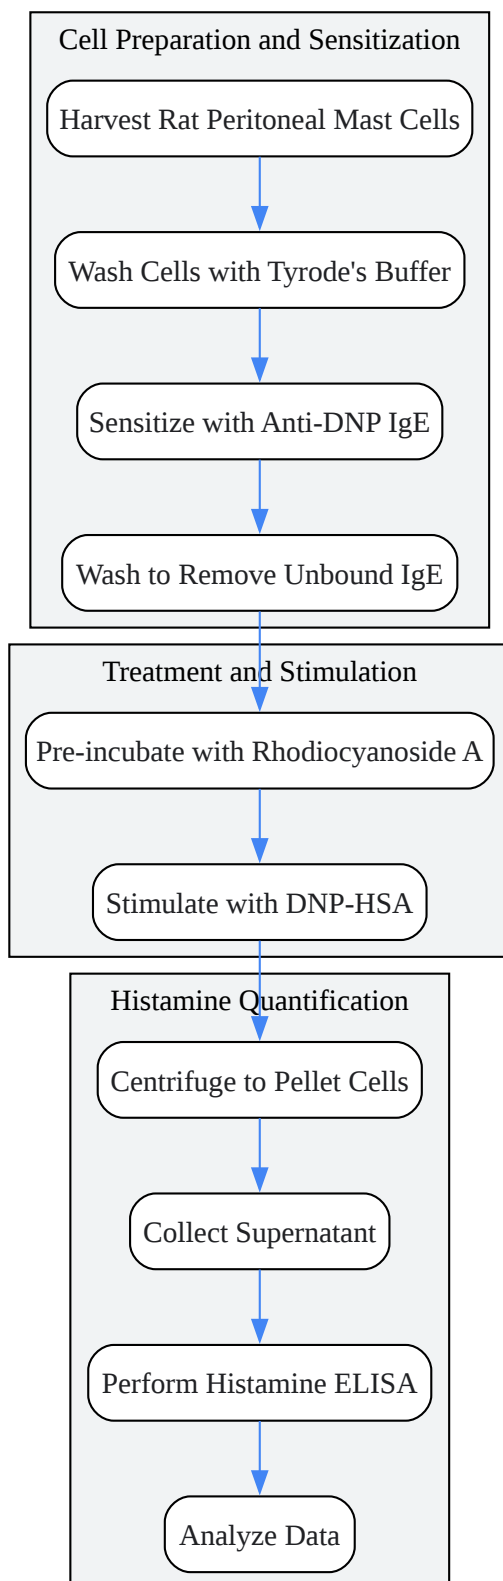 Cell Preparation and Sensitization
Harvest Rat Peritoneal Mast Cells
Wash Cells with Tyrode's Buffer
Sensitize with Anti-DNP IgE
Wash to Remove Unbound IgE
Treatment and Stimulation
Pre-incubate with Rhodiocyanoside A
Stimulate with DNP-HSA
Histamine Quantification
Centrifuge to Pellet Cells
Collect Supernatant
Perform Histamine ELISA
Analyze Data